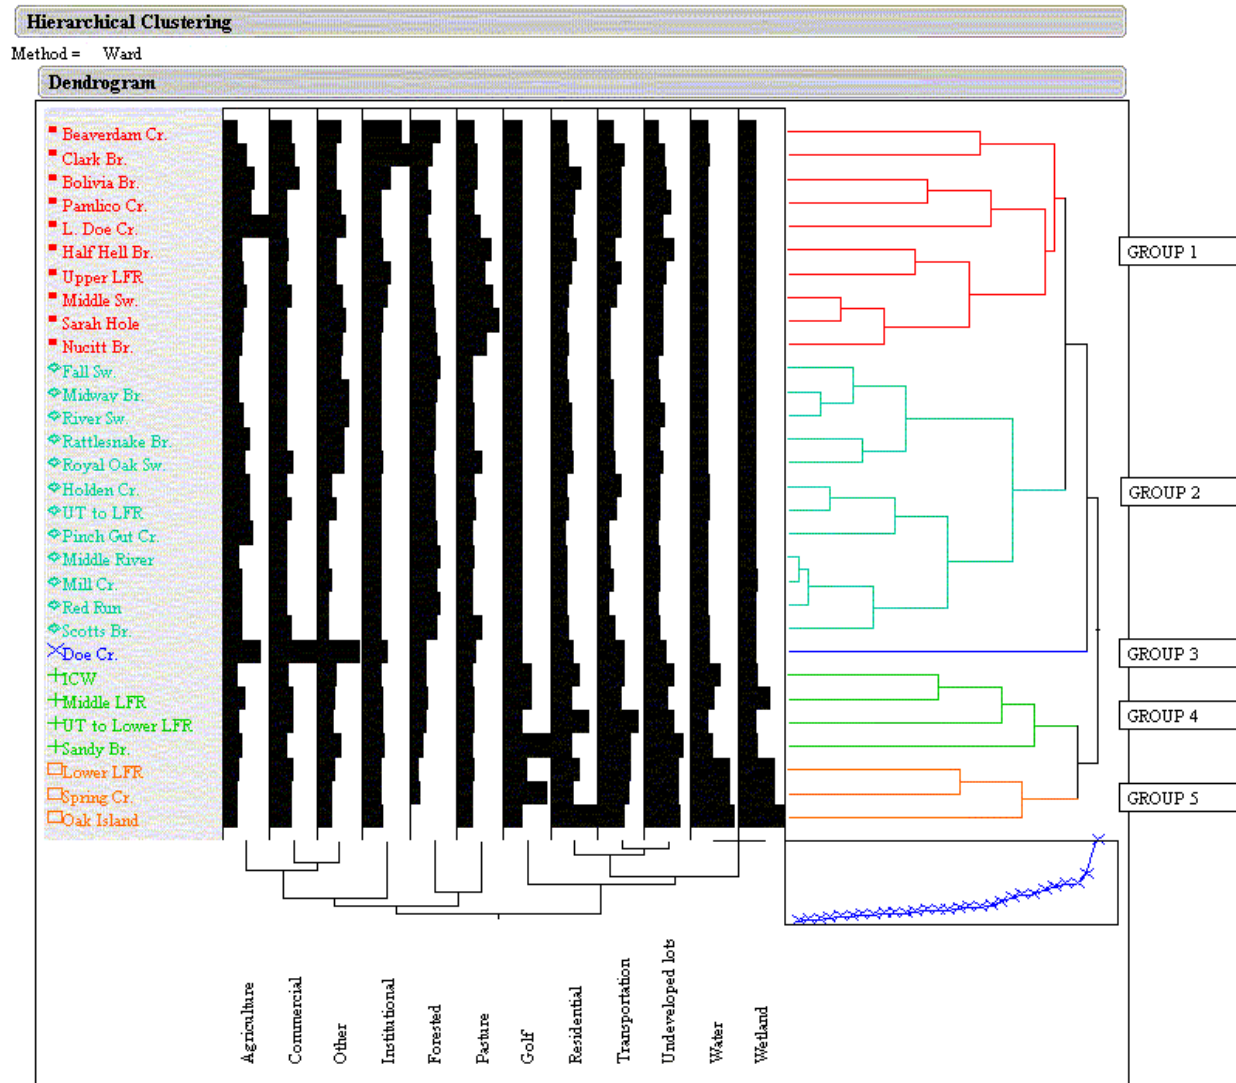 Hierarchical Clustering
Method = Ward
Dendrogram
Beaverdam Cr.
Clark Br.
Bolivia Br.
Pamlico Cr.
L. Doe Cr.
Half Hell Br.
Upper LFR
Middle Sw.
Sarah Hole
Nucitt Br.
Fall Sw.
Midway Br.
River Sw.
Rattlesnake Br.
Royal Oak Sw.
Holden Cr.
UT to LFR
Pinch Gut Cr.
Middle River
Mill Cr.
Red Run
Scotts Br.
Doe Cr.
ICW
Middle LFR
UT to Lower LFR
Sandy Br.
Lower LFR
Spring Cr.
Oak Island
GROUP 1
GROUP 2
GROUP 3
GROUP 4
GROUP 5
Agriculture
Commercial
Other
Institutional
Forested
Pasture
Golf
Residential
Transportation
Undeveloped lots
Water
Wetland